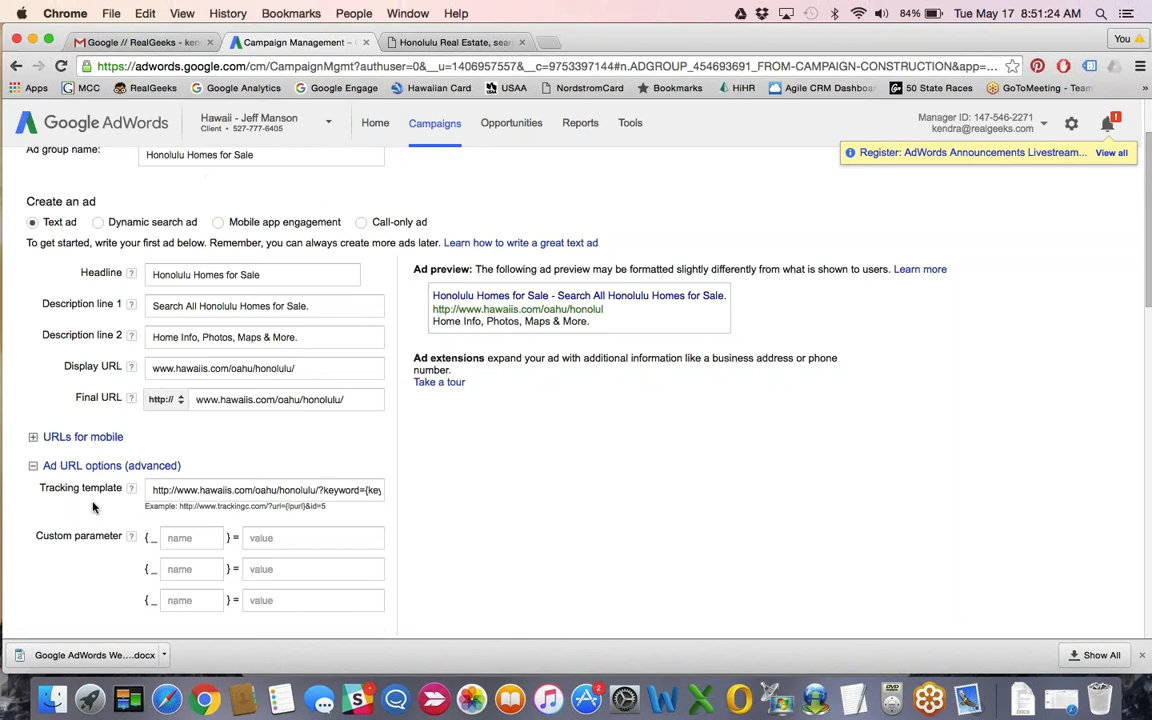 Chrome File Edit View History Bookmarks People Window Help 84% Tue May 17 8:51:24 AM
Google // RealGeeks - ken × Campaign Management – × Honolulu Real Estate, sear × You
https://adwords.google.com/cm/CampaignMgmt?authuser=0&__u=1406957557&__c=9753397144#n.ADGROUP_454693691_FROM-CAMPAIGN-CONSTRUCTION&app=...
Apps MCC RealGeeks Google Analytics Google Engage Hawaiian Card USAA NordstromCard Bookmarks HiHR Agile CRM Dashboa 50 State Races GoToMeeting - Team »
Google AdWords Hawaii - Jeff Manson Client • 527-777-6405 Home Campaigns Opportunities Reports Tools Manager ID: 147-546-2271 kendra@realgeeks.com !
Register: AdWords Announcements Livestream... View all
Ad group name: Honolulu Homes for Sale
Create an ad
Text ad Dynamic search ad Mobile app engagement Call-only ad
To get started, write your first ad below. Remember, you can always create more ads later. Learn how to write a great text ad
Headline ? Honolulu Homes for Sale
Description line 1 ? Search All Honolulu Homes for Sale.
Description line 2 ? Home Info, Photos, Maps & More.
Display URL ? www.hawaiis.com/oahu/honolulu/
Final URL ? http:// www.hawaiis.com/oahu/honolulu/
Ad preview: The following ad preview may be formatted slightly differently from what is shown to users. Learn more
Honolulu Homes for Sale - Search All Honolulu Homes for Sale.
http://www.hawaiis.com/oahu/honolul
Home Info, Photos, Maps & More.
Ad extensions expand your ad with additional information like a business address or phone
number.
Take a tour
URLs for mobile
Ad URL options (advanced)
Tracking template ? http://www.hawaiis.com/oahu/honolulu/?keyword={key
Example: http://www.trackingc.com/?url={lpurl}&id=5
Custom parameter ? {_ name } = value
{_ name } = value
{_ name } = value
Google AdWords We....docx Show All ×
2